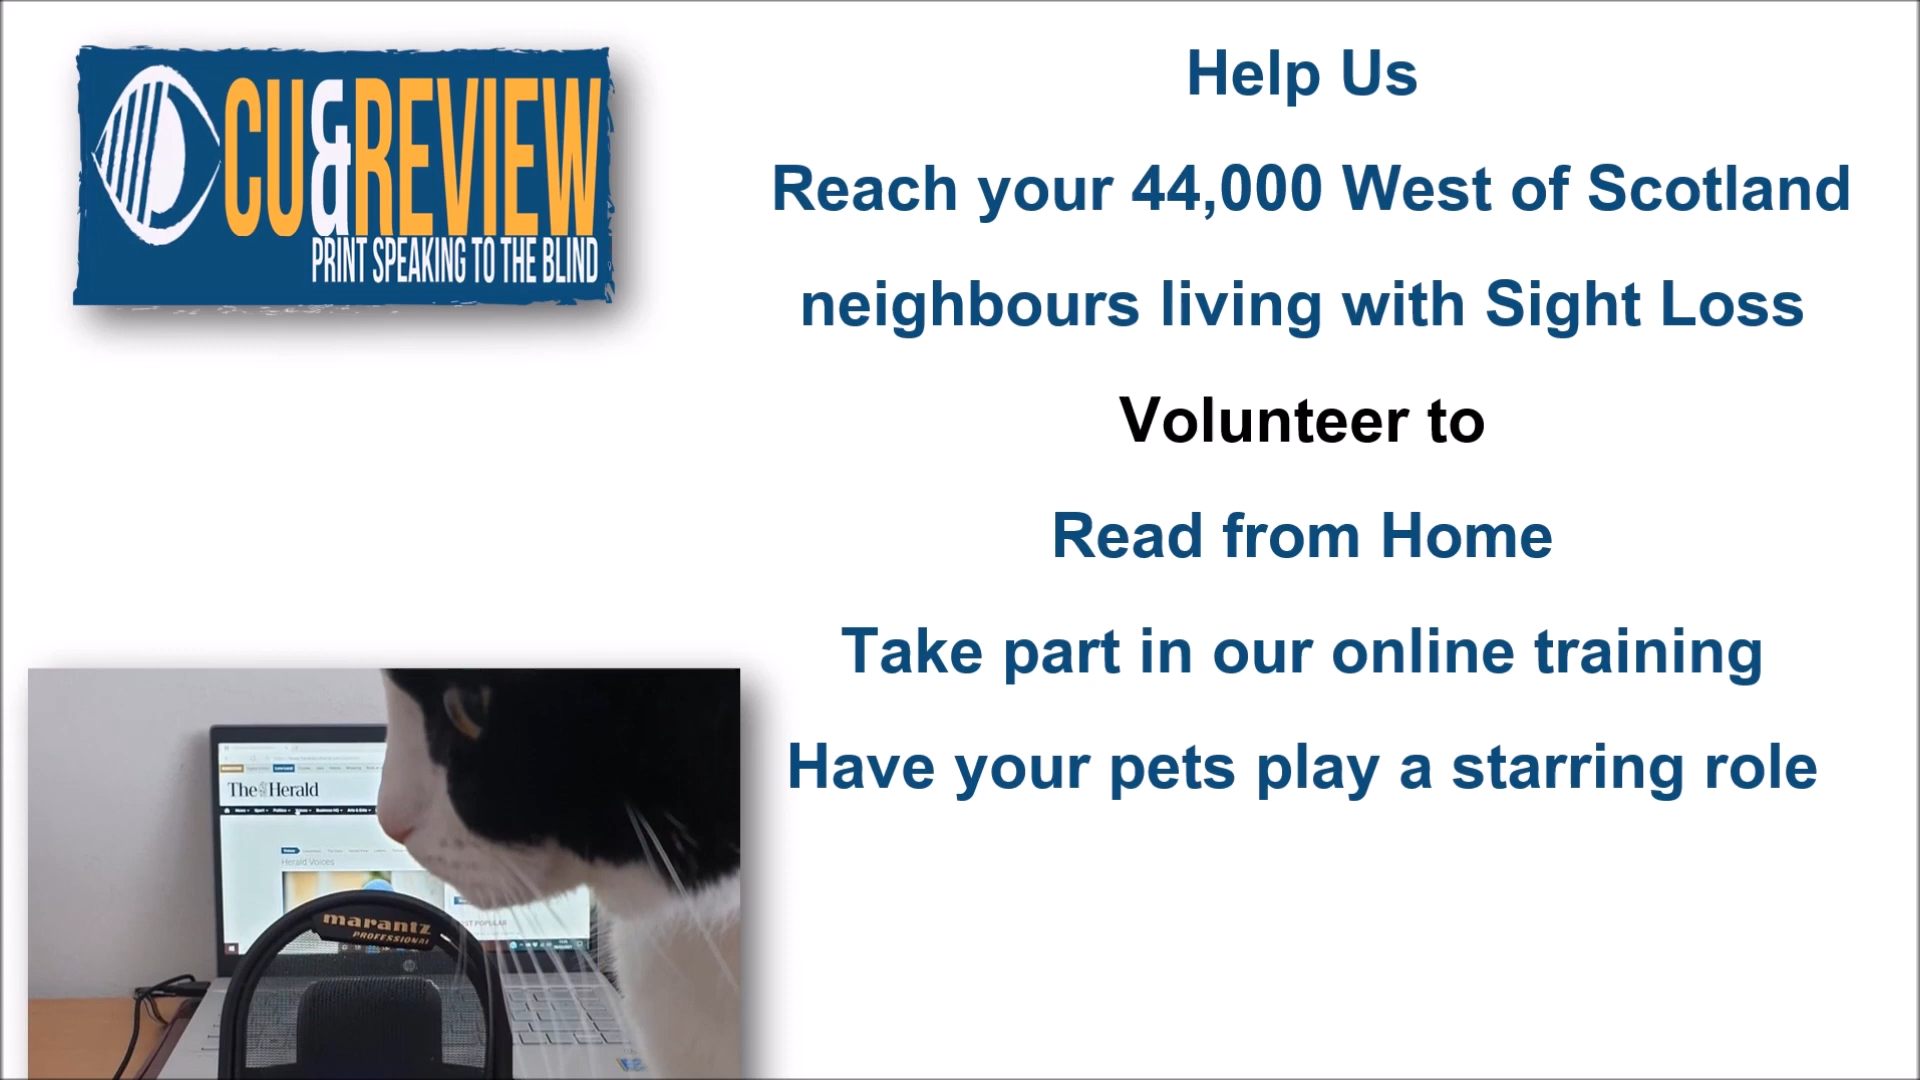 CU&REVIEW
PRINT SPEAKING TO THE BLIND
Help Us
Reach your 44,000 West of Scotland
neighbours living with Sight Loss
Volunteer to
Read from Home
Take part in our online training
Have your pets play a starring role
The Herald
Herald Voices
marantz
PROFESSIONAL